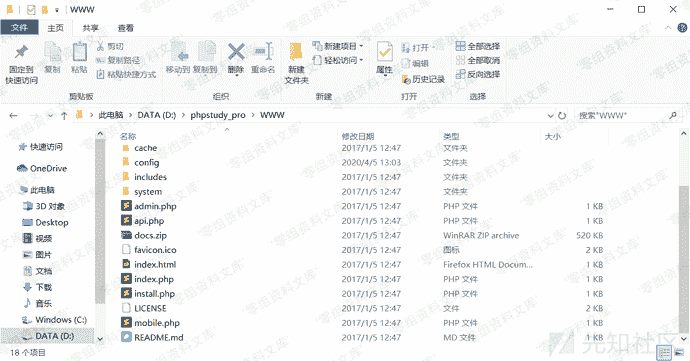 WWW
文件 主页 共享 查看
固定到快速访问 复制 粘贴 剪切 复制路径 粘贴快捷方式 移动到 复制到 删除 重命名 新建文件夹 新建项目 轻松访问 属性 打开 编辑 历史记录 全部选择 全部取消 反向选择
剪贴板 组织 新建 打开 选择
此电脑 > DATA (D:) > phpstudy_pro > WWW 搜索"WWW"
名称 修改日期 类型 大小
快速访问
OneDrive
此电脑
3D 对象
Desktop
视频
图片
文档
下载
音乐
Windows (C:)
DATA (D:)
cache 2017/1/5 12:47 文件夹
config 2020/4/5 13:03 文件夹
includes 2017/1/5 12:47 文件夹
system 2017/1/5 12:47 文件夹
admin.php 2017/1/5 12:47 PHP 文件 1 KB
api.php 2017/1/5 12:47 PHP 文件 1 KB
docs.zip 2017/1/5 12:47 WinRAR ZIP archive 520 KB
favicon.ico 2017/1/5 12:47 图标 2 KB
index.html 2017/1/5 12:47 Firefox HTML Docum... 1 KB
index.php 2017/1/5 12:47 PHP 文件 1 KB
install.php 2017/1/5 12:47 PHP 文件 1 KB
LICENSE 2017/1/5 12:47 文件 2 KB
mobile.php 2017/1/5 12:47 PHP 文件 1 KB
README.md 2017/1/5 12:47 MD 文件 1 KB
18 个项目
零组资料文库
先知社区